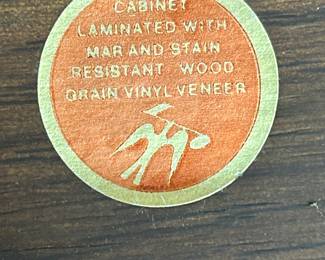 CABINET
LAMINATED WITH
MAR AND STAIN
RESISTANT WOOD
GRAIN VINYL VENEER